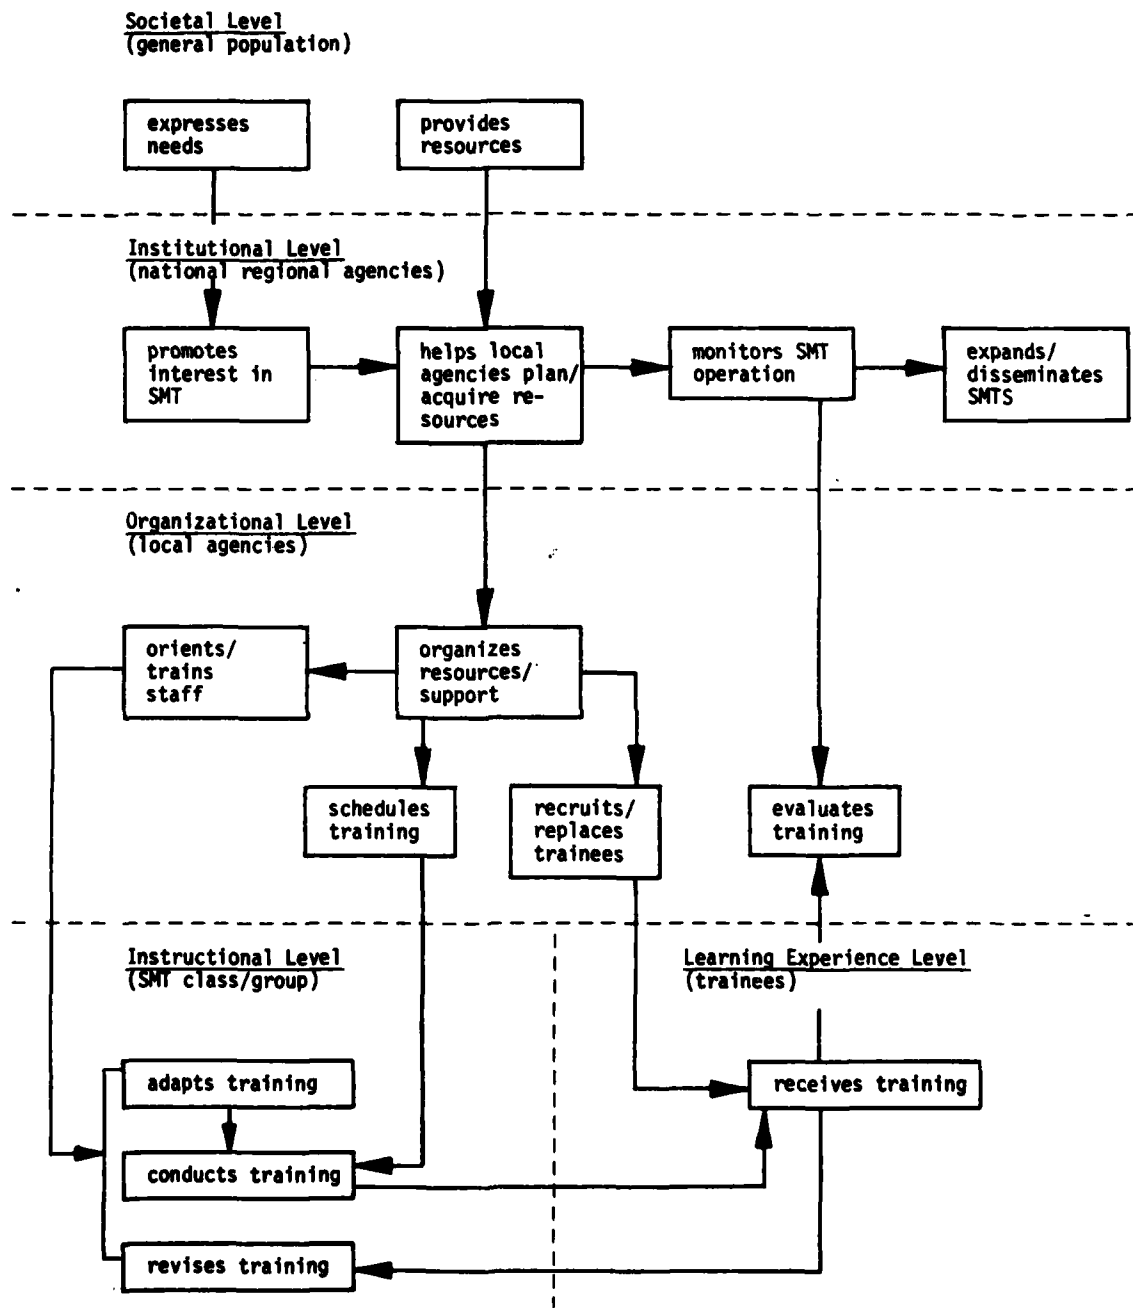 Societal Level
(general population)
expresses
needs
provides
resources
Institutional Level
(national regional agencies)
promotes
interest in
SMT
helps local
agencies plan/
acquire re-
sources
monitors SMT
operation
expands/
disseminates
SMTS
Organizational Level
(local agencies)
orients/
trains
staff
organizes
resources/
support
schedules
training
recruits/
replaces
trainees
evaluates
training
Instructional Level
(SMT class/group)
Learning Experience Level
(trainees)
adapts training
receives training
conducts training
revises training